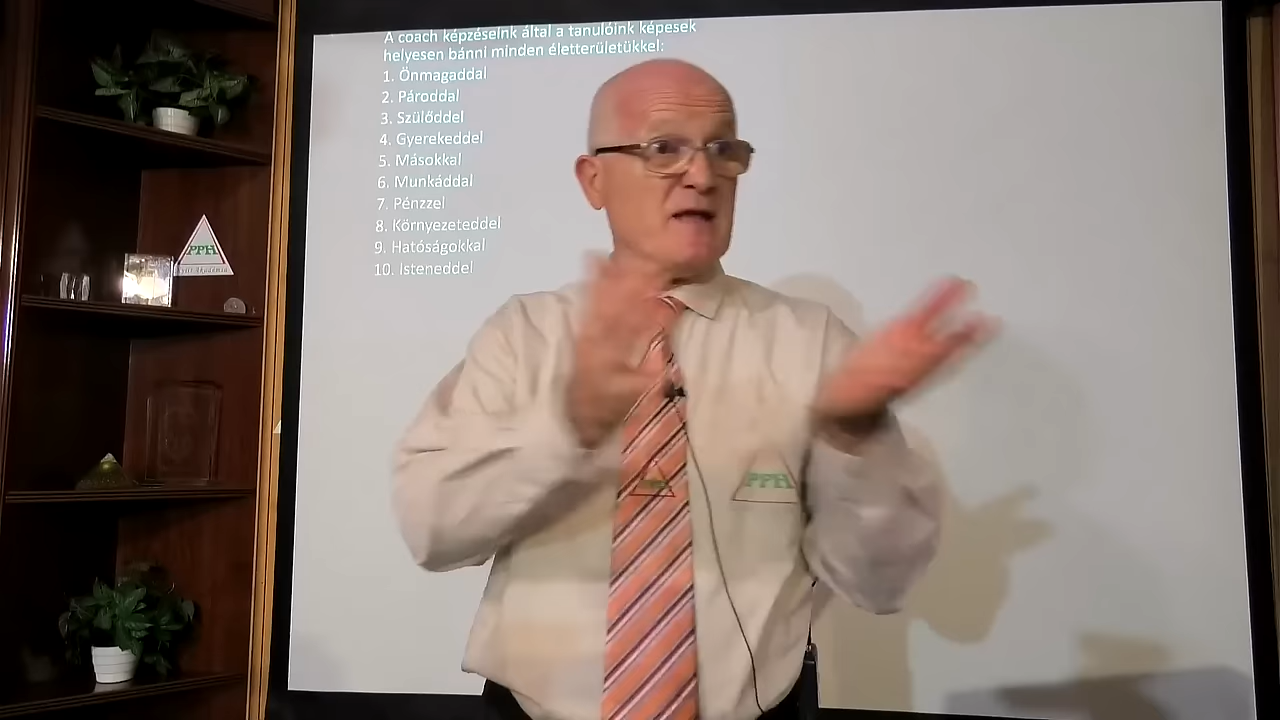 A coach képzéseink által a tanulóink képesek
helyesen bánni minden életterületükkel:
1. Önmagaddal
2. Pároddal
3. Szülőddel
4. Gyerekeddel
5. Másokkal
6. Munkáddal
7. Pénzzel
8. Környezeteddel
9. Hatóságokkal
10. Isteneddel
PPH
Akadémia
PPH